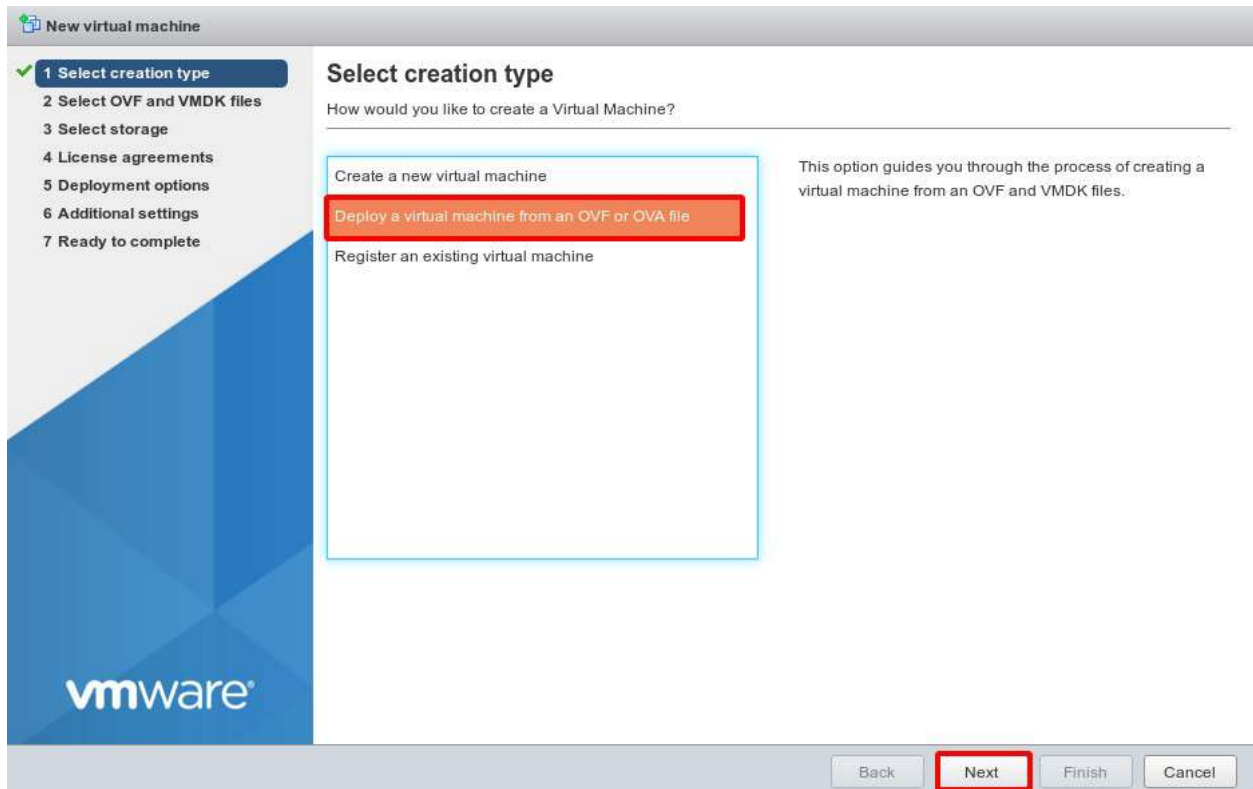 New virtual machine
1 Select creation type
2 Select OVF and VMDK files
3 Select storage
4 License agreements
5 Deployment options
6 Additional settings
7 Ready to complete
Select creation type
How would you like to create a Virtual Machine?
Create a new virtual machine
Deploy a virtual machine from an OVF or OVA file
Register an existing virtual machine
This option guides you through the process of creating a
virtual machine from an OVF and VMDK files.
vmware®
Back Next Finish Cancel